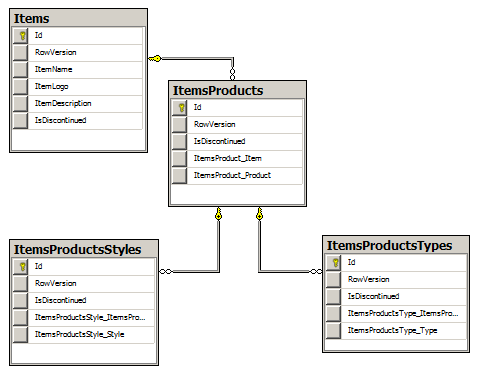 Items
Id
RowVersion
ItemName
ItemLogo
ItemDescription
IsDiscontinued
ItemsProducts
Id
RowVersion
IsDiscontinued
ItemsProduct_Item
ItemsProduct_Product
ItemsProductsStyles
Id
RowVersion
IsDiscontinued
ItemsProductsStyle_ItemsPro...
ItemsProductsStyle_Style
ItemsProductsTypes
Id
RowVersion
IsDiscontinued
ItemsProductsType_ItemsPro...
ItemsProductsType_Type